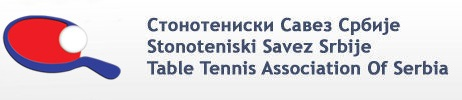 Стонотениски Савез Србије
Stonoteniski Savez Srbije
Table Tennis Association Of Serbia